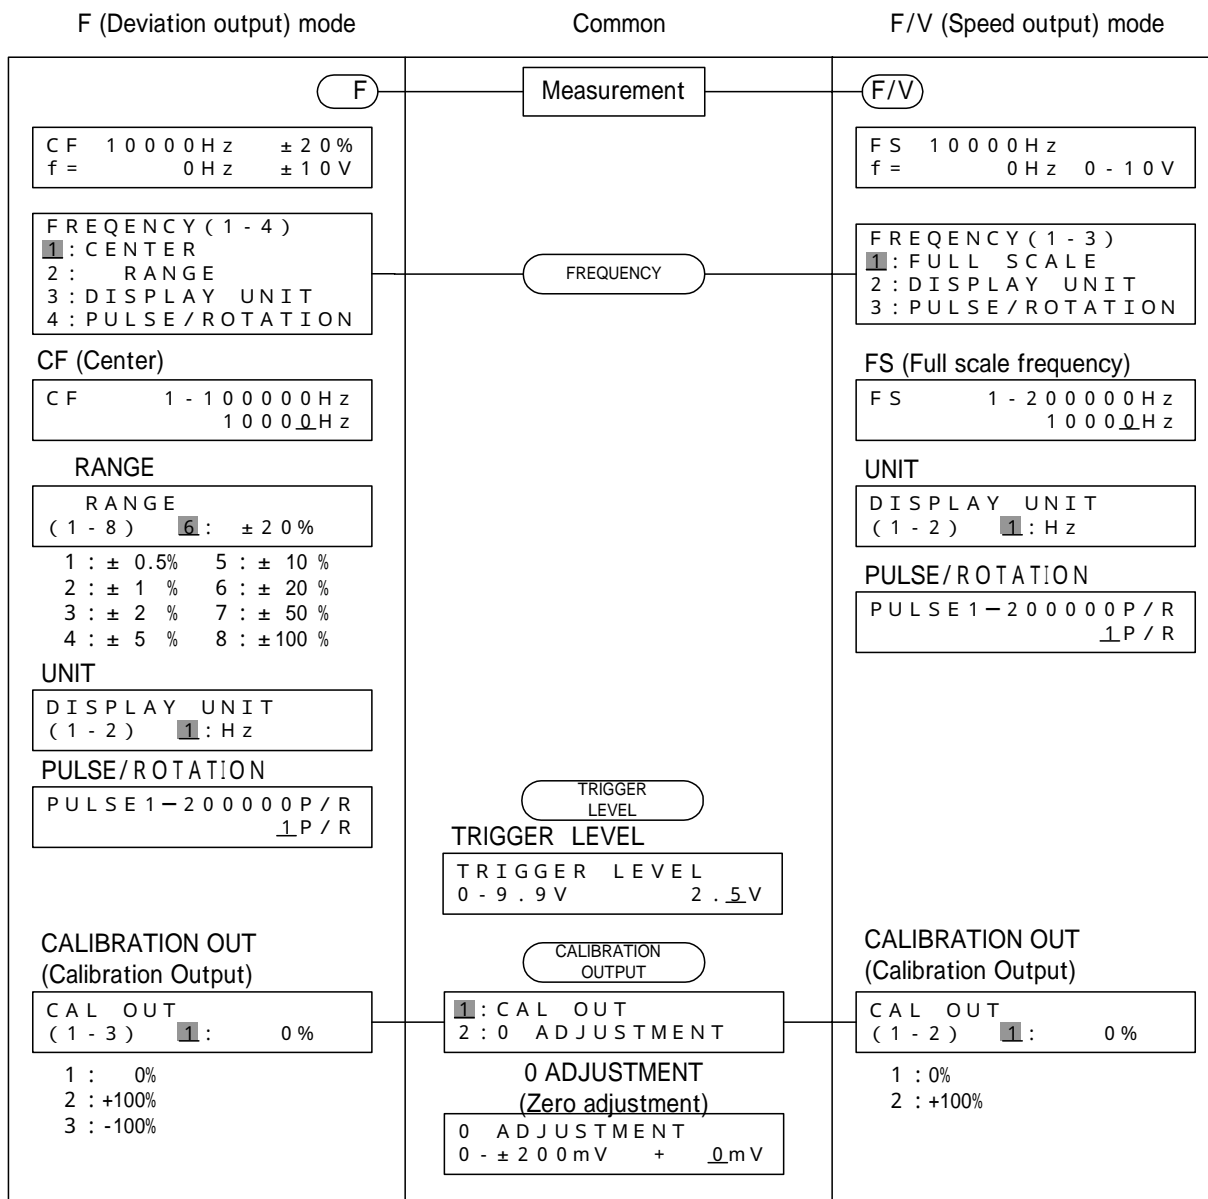 F (Deviation output) mode
Common
F/V (Speed output) mode
F
Measurement
F/V
CF 10000Hz ±20%
f= 0Hz ±10V
FS 10000Hz
f= 0Hz 0-10V
FREQENCY(1-4)
1:CENTER
2: RANGE
3:DISPLAY UNIT
4:PULSE/ROTATION
FREQUENCY
FREQENCY(1-3)
1:FULL SCALE
2:DISPLAY UNIT
3:PULSE/ROTATION
CF (Center)
CF 1-100000Hz
10000Hz
RANGE
RANGE
(1-8) 6: ±20%
1 : ± 0.5% 5 : ± 10 %
2 : ± 1 % 6 : ± 20 %
3 : ± 2 % 7 : ± 50 %
4 : ± 5 % 8 : ±100 %
UNIT
DISPLAY UNIT
(1-2) 1:Hz
PULSE/ROTATION
PULSE1—200000P/R
1P/R
FS (Full scale frequency)
FS 1-200000Hz
10000Hz
UNIT
DISPLAY UNIT
(1-2) 1:Hz
PULSE/ROTATION
PULSE1—200000P/R
1P/R
TRIGGER
LEVEL
TRIGGER LEVEL
TRIGGER LEVEL
0-9.9V 2.5V
CALIBRATION OUT
(Calibration Output)
CAL OUT
(1-3) 1: 0%
1 : 0%
2 : +100%
3 : -100%
CALIBRATION
OUTPUT
1:CAL OUT
2:0 ADJUSTMENT
0 ADJUSTMENT
(Zero adjustment)
0 ADJUSTMENT
0-±200mV + 0mV
CALIBRATION OUT
(Calibration Output)
CAL OUT
(1-2) 1: 0%
1 : 0%
2 : +100%